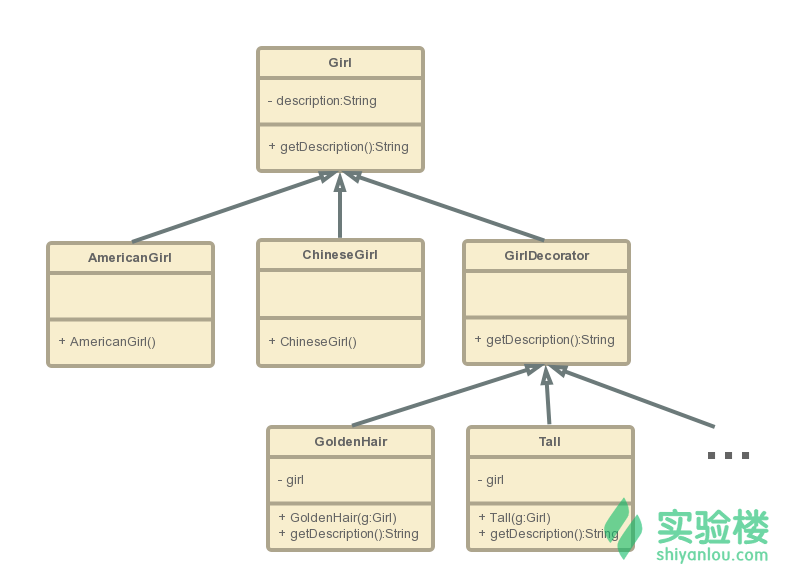 Girl
- description:String
+ getDescription():String
AmericanGirl
+ AmericanGirl()
ChineseGirl
+ ChineseGirl()
GirlDecorator
+ getDescription():String
GoldenHair
- girl
+ GoldenHair(g:Girl)
+ getDescription():String
Tall
- girl
+ Tall(g:Girl)
+ getDescription():String
...
实验楼
shiyanlou.com